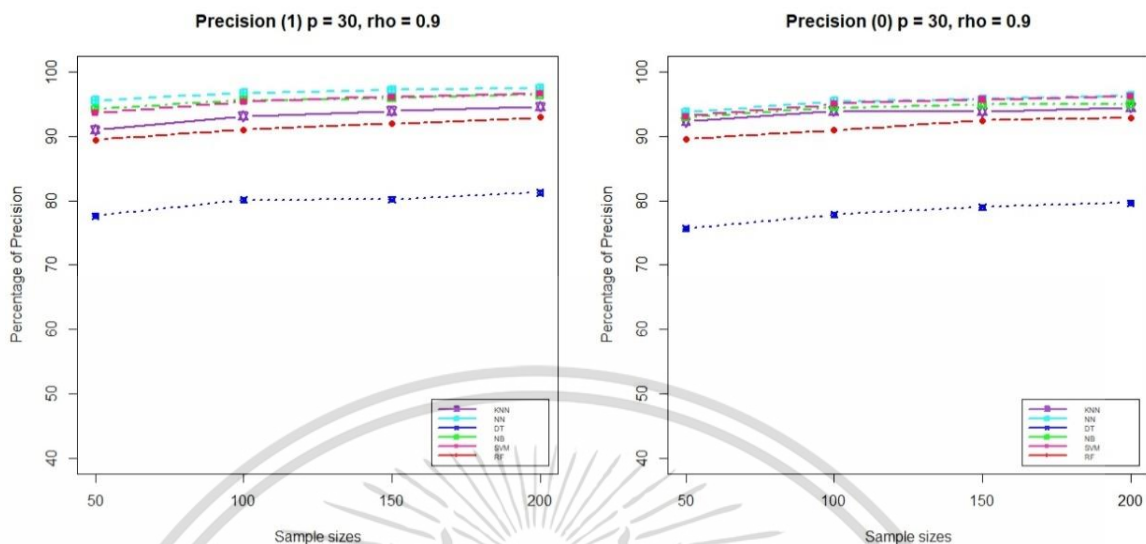 Precision (1) p = 30, rho = 0.9
Percentage of Precision
100
90
80
70
60
50
40
50 100 150 200
Sample sizes
KNN
NN
DT
NB
SVM
RF
Precision (0) p = 30, rho = 0.9
Percentage of Precision
100
90
80
70
60
50
40
50 100 150 200
Sample sizes
KNN
NN
DT
NB
SVM
RF